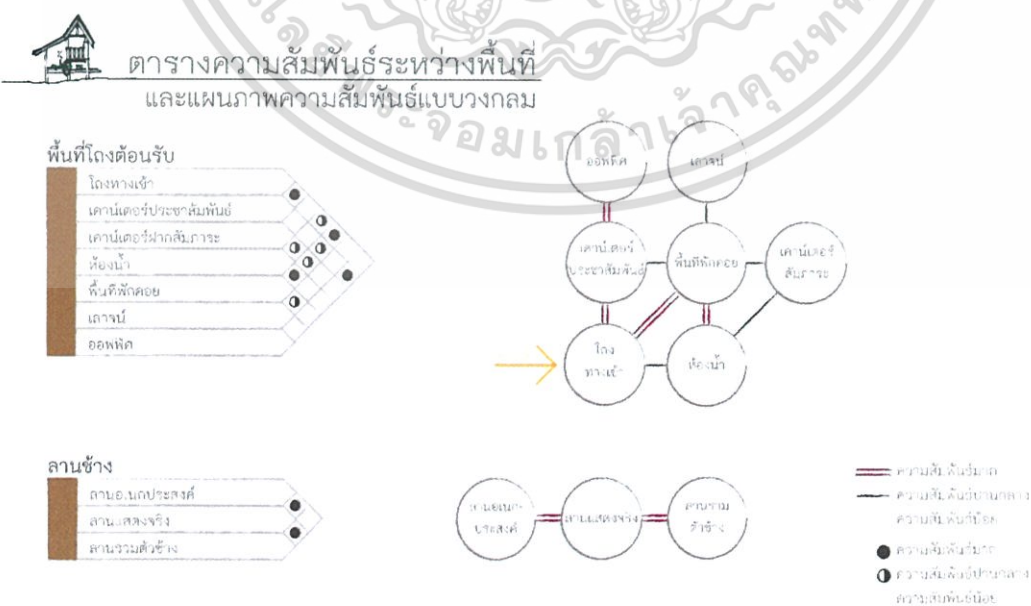 ตารางความสัมพันธ์ระหว่างพื้นที่
และแผนภาพความสัมพันธ์แบบวงกลม
พื้นที่โถงต้อนรับ
โถงทางเข้า
เคาน์เตอร์ประชาสัมพันธ์
เคาน์เตอร์ฝากสัมภาระ
ห้องน้ำ
พื้นที่พักคอย
เลาจน์
ออฟฟิศ
ออฟฟิศ
เลาจน์
เคาน์เตอร์
ประชาสัมพันธ์
พื้นที่พักคอย
เคาน์เตอร์
สัมภาระ
โถง
ทางเข้า
ห้องน้ำ
ลานช้าง
ลานอเนกประสงค์
ลานแสดงจริง
ลานรวมตัวช้าง
ลานอเนก-
ประสงค์
ลานแสดงจริง
ลานรวม
ตัวช้าง
ความสัมพันธ์มาก
ความสัมพันธ์ปานกลาง
ความสัมพันธ์น้อย
ความสัมพันธ์มาก
ความสัมพันธ์ปานกลาง
ความสัมพันธ์น้อย